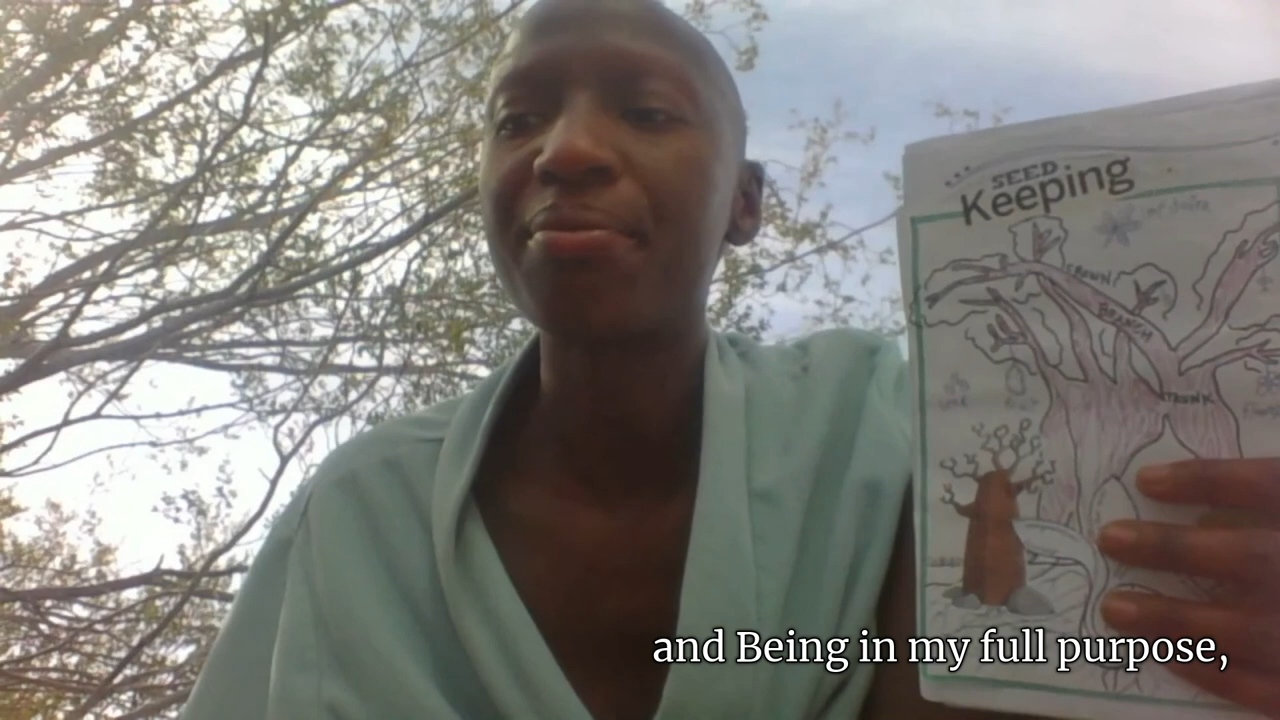 SEED
Keeping
CROWN
BRANCH
TRUNK
and Being in my full purpose,